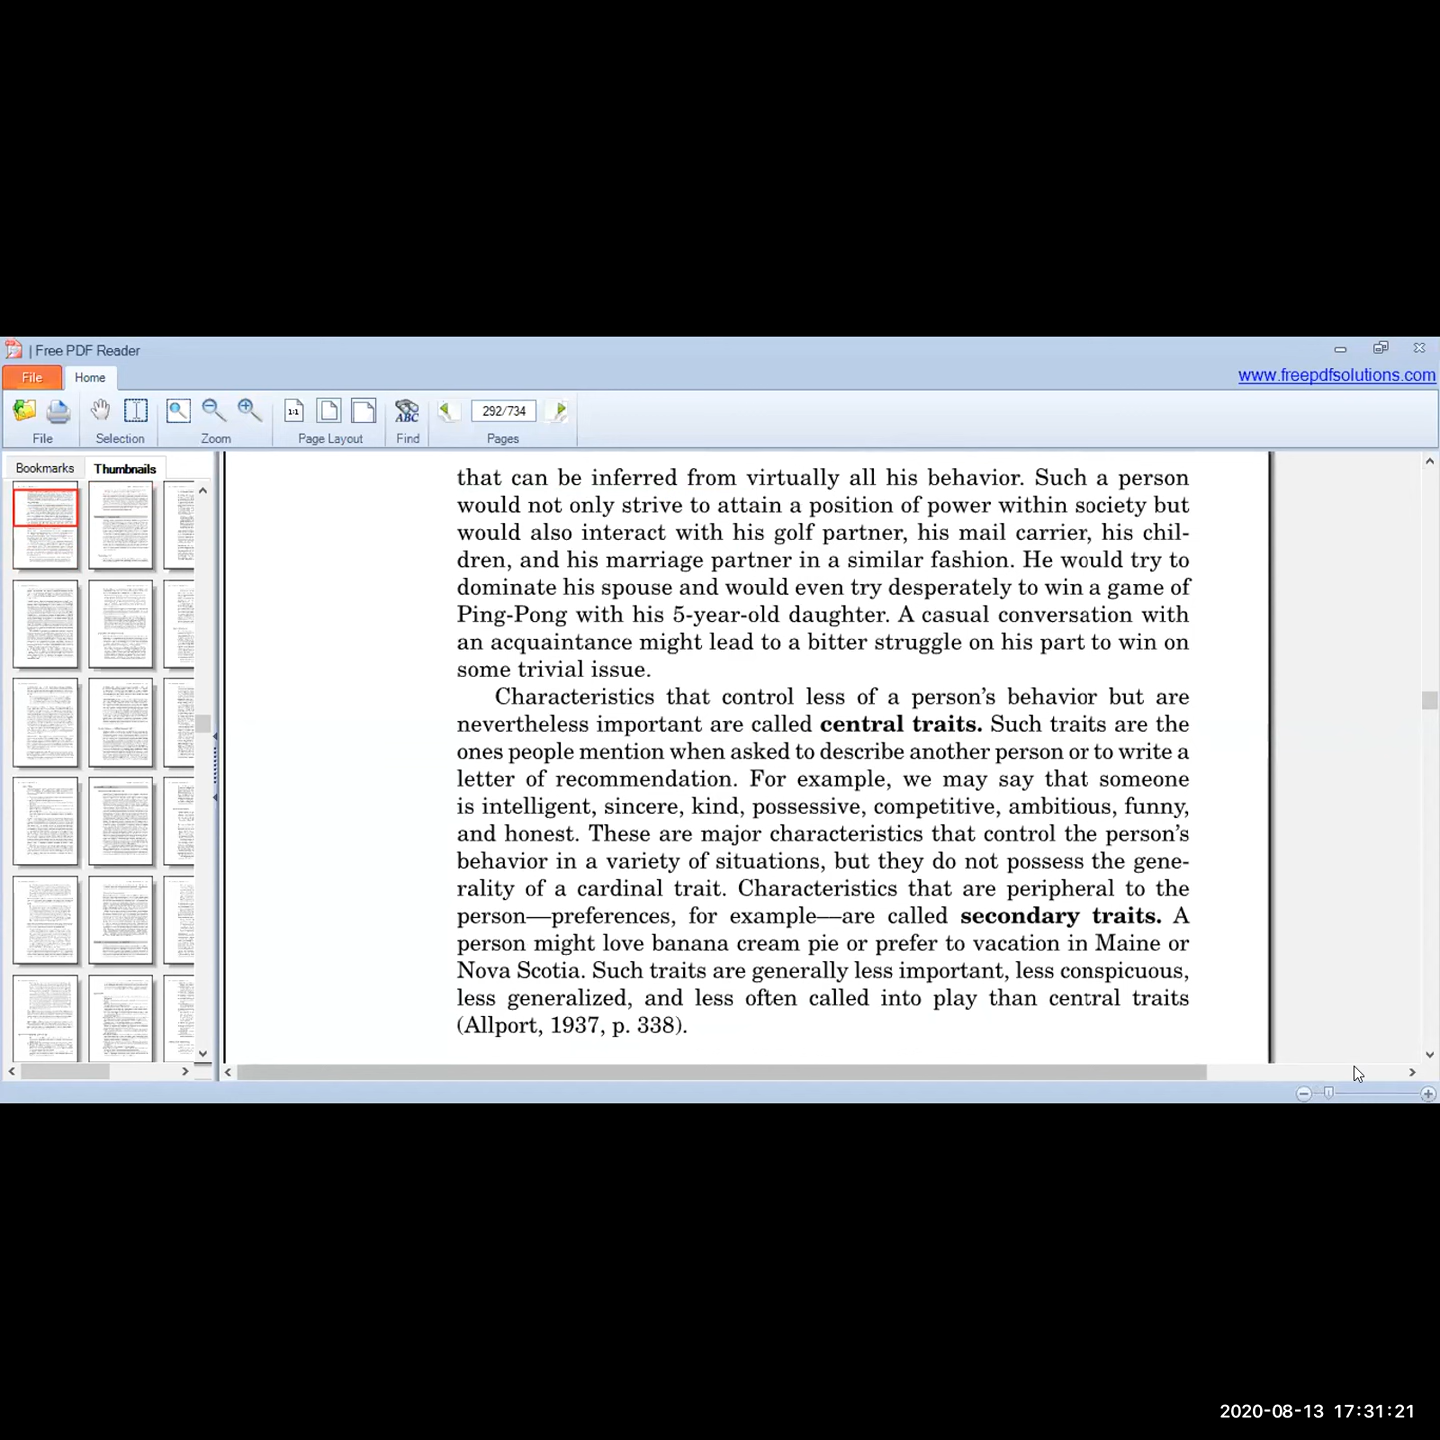 | Free PDF Reader
File
Home
www.freepdfsolutions.com
1:1
ABC
292/734
File
Selection
Zoom
Page Layout
Find
Pages
Bookmarks
Thumbnails
that can be inferred from virtually all his behavior. Such a person
would not only strive to attain a position of power within society but
would also interact with his golf partner, his mail carrier, his chil-
dren, and his marriage partner in a similar fashion. He would try to
dominate his spouse and would even try desperately to win a game of
Ping-Pong with his 5-year-old daughter. A casual conversation with
an acquaintance might lead to a bitter struggle on his part to win on
some trivial issue.
Characteristics that control less of a person's behavior but are
nevertheless important are called central traits. Such traits are the
ones people mention when asked to describe another person or to write a
letter of recommendation. For example, we may say that someone
is intelligent, sincere, kind, possessive, competitive, ambitious, funny,
and honest. These are major characteristics that control the person's
behavior in a variety of situations, but they do not possess the gene-
rality of a cardinal trait. Characteristics that are peripheral to the
person—preferences, for example—are called secondary traits. A
person might love banana cream pie or prefer to vacation in Maine or
Nova Scotia. Such traits are generally less important, less conspicuous,
less generalized, and less often called into play than central traits
(Allport, 1937, p. 338).
2020-08-13 17:31:21